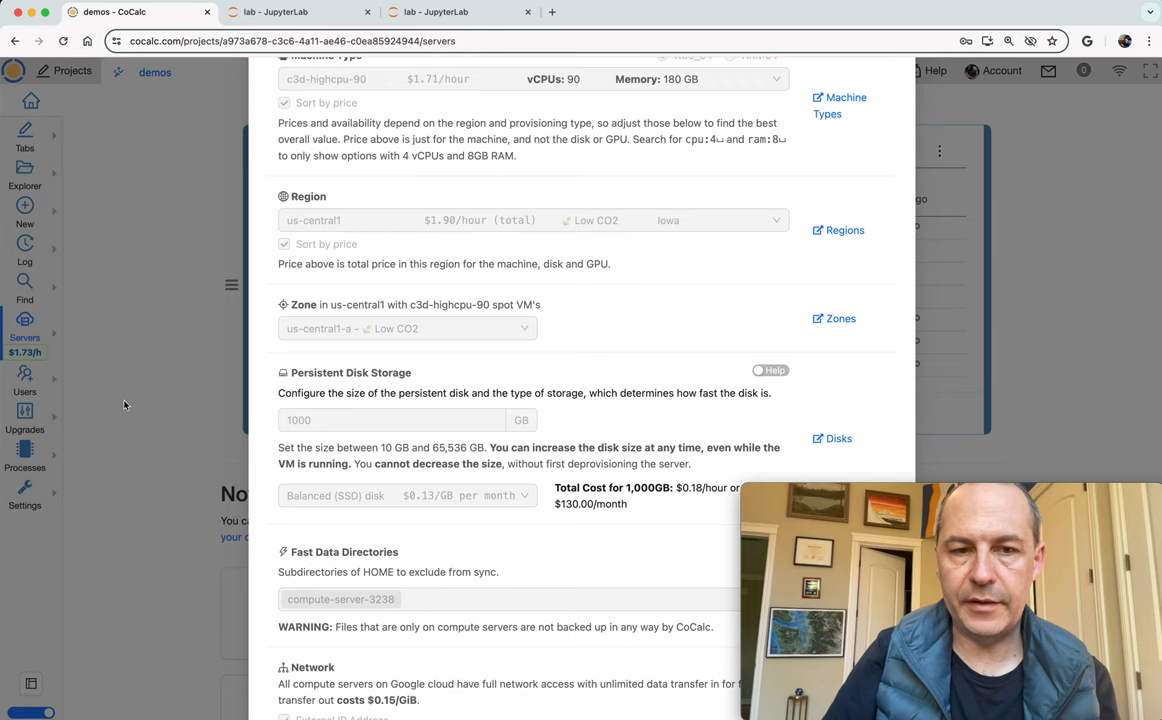 demos - CoCalc
lab - JupyterLab
lab - JupyterLab
cocalc.com/projects/a973a678-c3c6-4a11-ae46-c0ea85924944/servers
Projects
demos
Help
Account
0
Tabs
Explorer
New
Log
Find
Servers
$1.73/h
Users
Upgrades
Processes
Settings
Machine Type
c3d-highcpu-90 $1.71/hour vCPUs: 90 Memory: 180 GB
Sort by price
Machine
Types
Prices and availability depend on the region and provisioning type, so adjust those below to find the best
overall value. Price above is just for the machine, and not the disk or GPU. Search for cpu:4␣ and ram:8␣
to only show options with 4 vCPUs and 8GB RAM.
Region
us-central1 $1.90/hour (total) Low CO2 Iowa
Sort by price
Regions
Price above is total price in this region for the machine, disk and GPU.
Zone in us-central1 with c3d-highcpu-90 spot VM's
us-central1-a - Low CO2
Zones
Persistent Disk Storage
Help
Configure the size of the persistent disk and the type of storage, which determines how fast the disk is.
1000 GB
Disks
Set the size between 10 GB and 65,536 GB. You can increase the disk size at any time, even while the
VM is running. You cannot decrease the size, without first deprovisioning the server.
Balanced (SSD) disk $0.13/GB per month
Total Cost for 1,000GB: $0.18/hour or
$130.00/month
Fast Data Directories
Subdirectories of HOME to exclude from sync.
compute-server-3238
WARNING: Files that are only on compute servers are not backed up in any way by CoCalc.
Network
All compute servers on Google cloud have full network access with unlimited data transfer in for f
transfer out costs $0.15/GiB.
External IP Address
No
You ca
your c
go